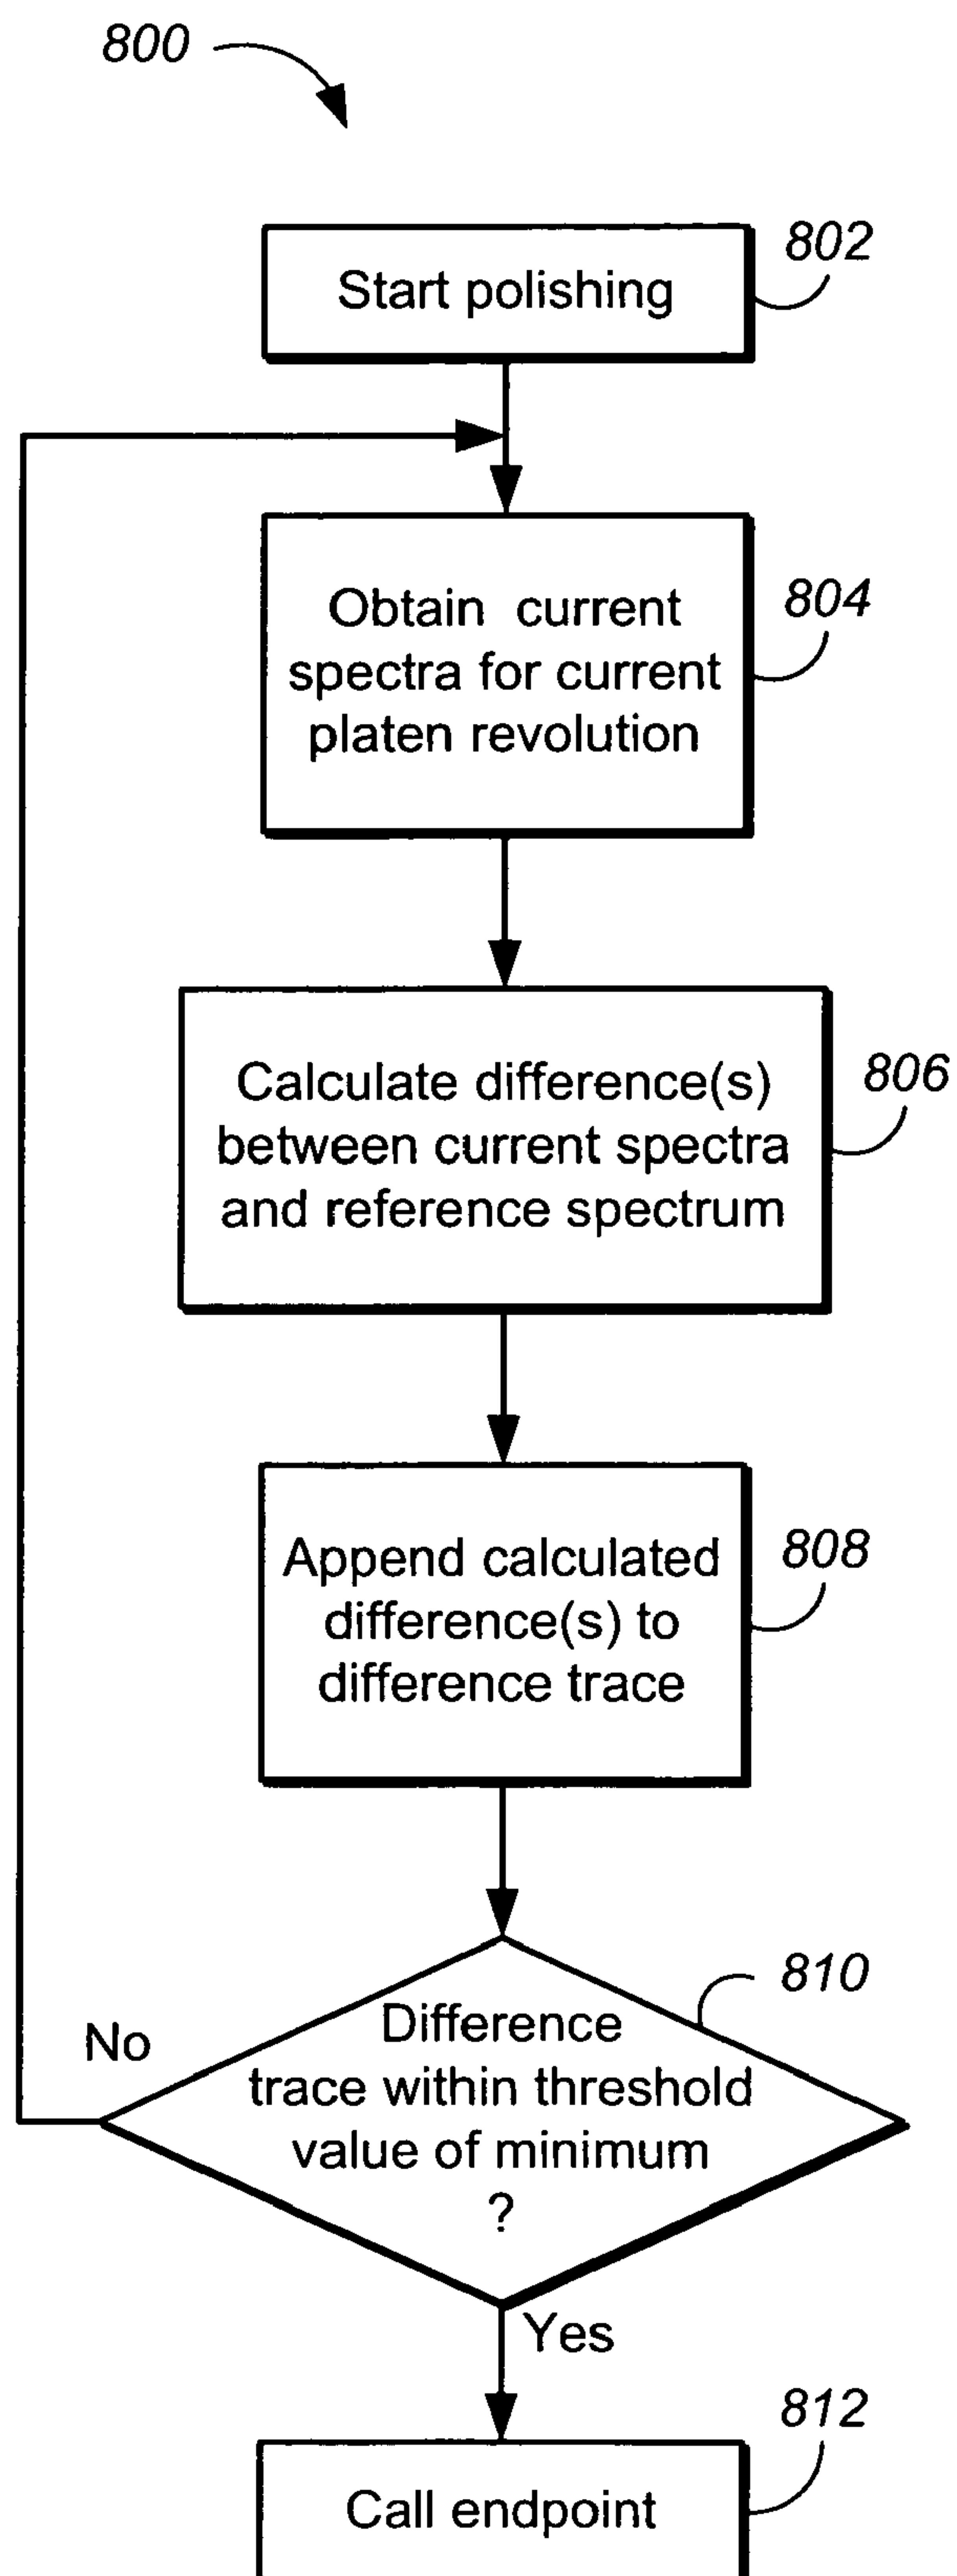 800
802
Start polishing
804
Obtain current
spectra for current
platen revolution
806
Calculate difference(s)
between current spectra
and reference spectrum
808
Append calculated
difference(s) to
difference trace
810
No
Difference
trace within threshold
value of minimum
?
Yes
812
Call endpoint